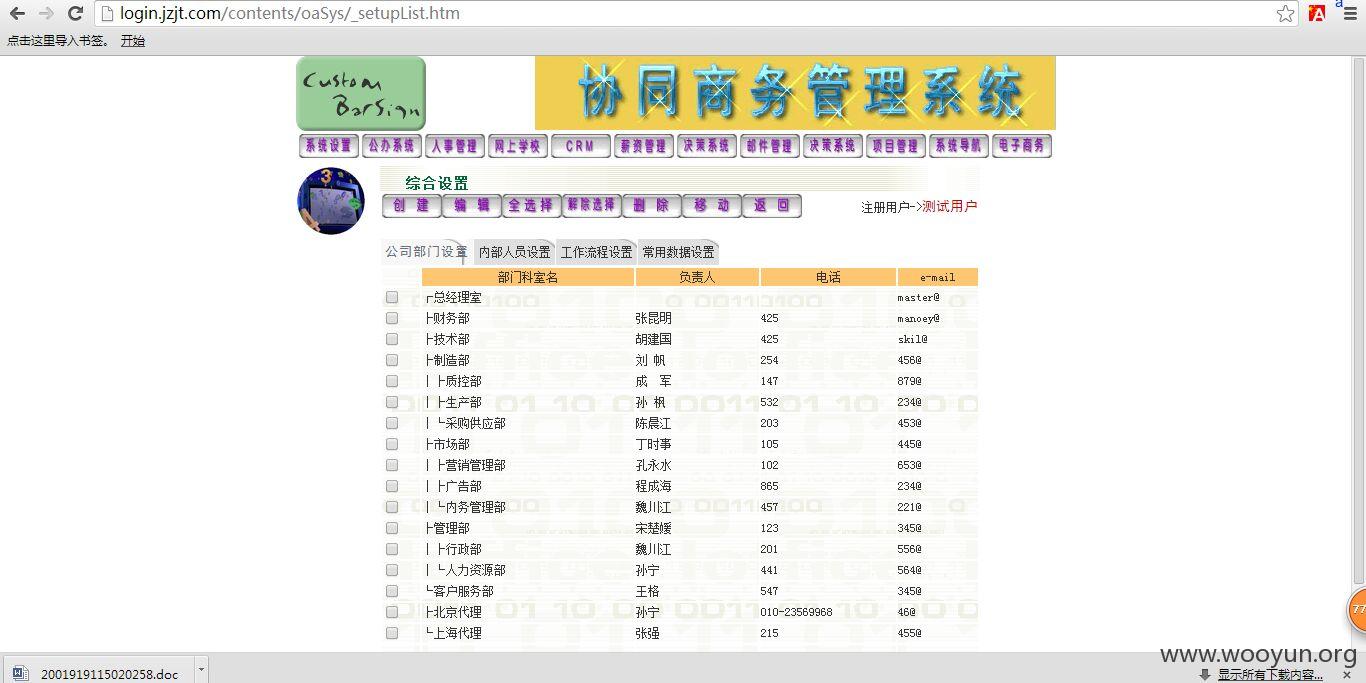 login.jzjt.com/contents/oaSys/_setupList.htm
点击这里导入书签。 开始
Custom BarSign
协同商务管理系统
系统设置 公办系统 人事管理 网上学校 CRM 薪资管理 决策系统 邮件管理 决策系统 项目管理 系统导航 电子商务
综合设置
创 建 编 辑 全选择 解除选择 删 除 移 动 返 回 注册用户->测试用户
公司部门设置 内部人员设置 工作流程设置 常用数据设置
部门科室名 负责人 电话 e-mail
┌总经理室 master@
├财务部 张昆明 425 manoey@
├技术部 胡建国 425 skil@
├制造部 刘 帆 254 456@
| ├质控部 成 军 147 879@
| ├生产部 孙 枫 532 234@
| └采购供应部 陈晨江 203 453@
├市场部 丁时事 105 445@
| ├营销管理部 孔永水 102 653@
| ├广告部 程成海 865 234@
| └内务管理部 魏川江 457 221@
├管理部 宋楚媛 123 345@
| ├行政部 魏川江 201 556@
| └人力资源部 孙宁 441 564@
└客户服务部 王格 547 345@
├北京代理 孙宁 010-23569968 46@
└上海代理 张强 215 455@
77
www.wooyun.org
2001919115020258.doc 显示所有下载内容...